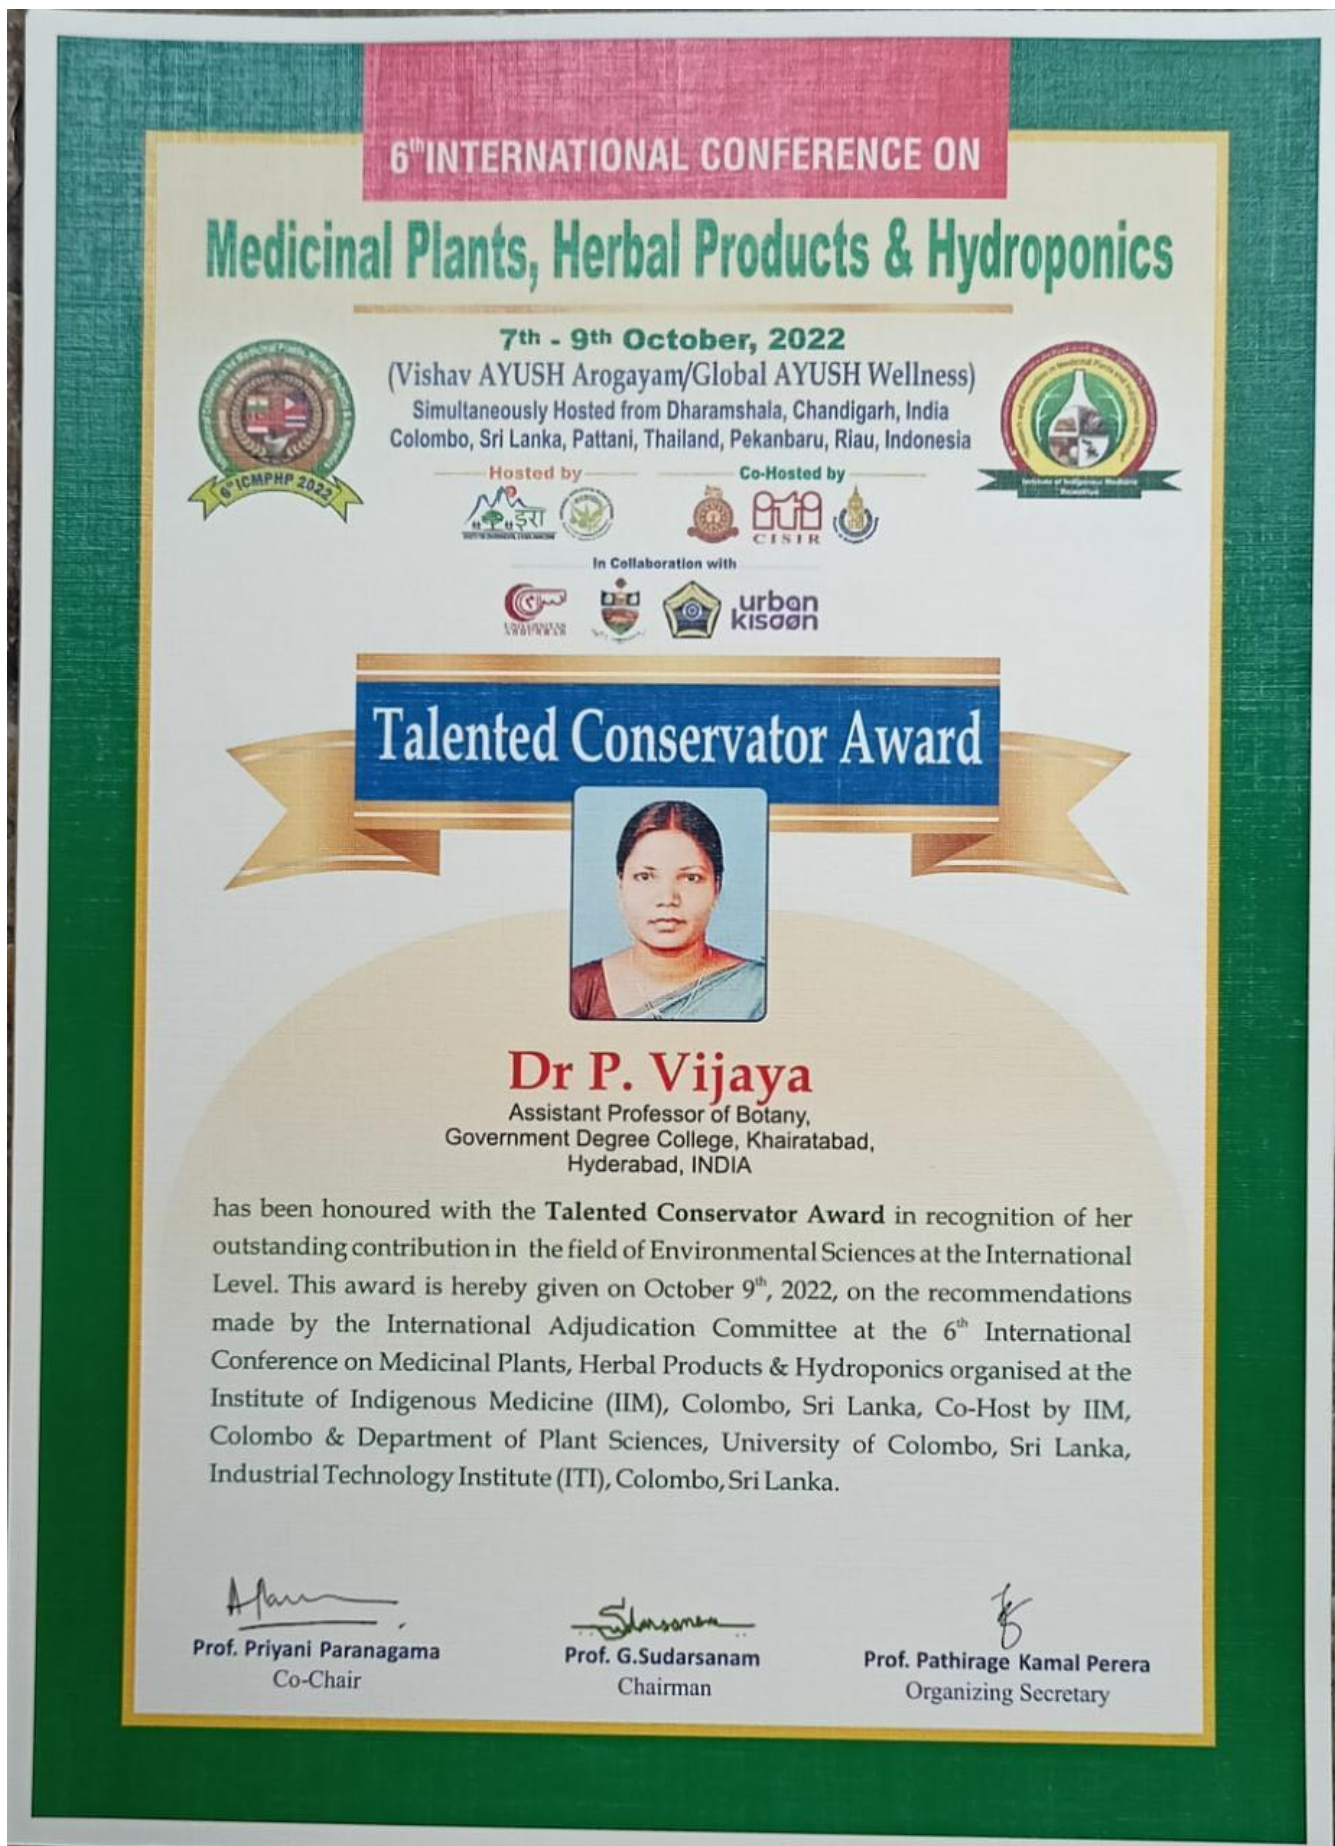 6th INTERNATIONAL CONFERENCE ON
Medicinal Plants, Herbal Products & Hydroponics
7th - 9th October, 2022
(Vishav AYUSH Arogayam/Global AYUSH Wellness)
Simultaneously Hosted from Dharamshala, Chandigarh, India
Colombo, Sri Lanka, Pattani, Thailand, Pekanbaru, Riau, Indonesia
6th ICMPHP 2022
Institute of Indigenous Medicine
Hosted by
Co-Hosted by
इरा
iti
CISIR
In Collaboration with
UNIVERSITAS
ABDURRAB
urban
kisaan
Talented Conservator Award
Dr P. Vijaya
Assistant Professor of Botany,
Government Degree College, Khairatabad,
Hyderabad, INDIA
has been honoured with the Talented Conservator Award in recognition of her
outstanding contribution in the field of Environmental Sciences at the International
Level. This award is hereby given on October 9th, 2022, on the recommendations
made by the International Adjudication Committee at the 6th International
Conference on Medicinal Plants, Herbal Products & Hydroponics organised at the
Institute of Indigenous Medicine (IIM), Colombo, Sri Lanka, Co-Host by IIM,
Colombo & Department of Plant Sciences, University of Colombo, Sri Lanka,
Industrial Technology Institute (ITI), Colombo, Sri Lanka.
Prof. Priyani Paranagama
Co-Chair
Prof. G.Sudarsanam
Chairman
Prof. Pathirage Kamal Perera
Organizing Secretary